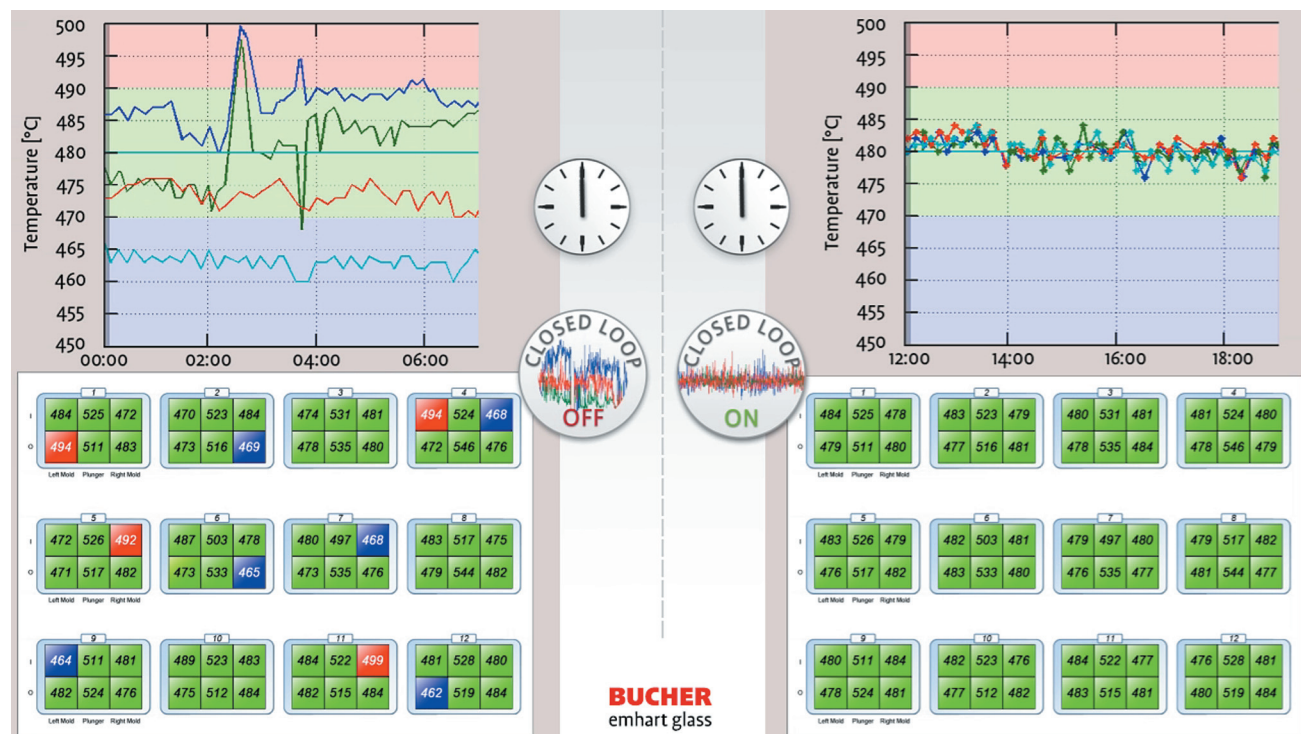 500
495
490
485
480
475
470
465
460
455
450
Temperature [°C]
00:00 02:00 04:00 06:00
CLOSED LOOP
OFF
CLOSED LOOP
ON
500
495
490
485
480
475
470
465
460
455
450
Temperature [°C]
12:00 14:00 16:00 18:00
1 2 3 4
I 484 525 472 470 523 484 474 531 481 494 524 468
O 494 511 483 473 516 469 478 535 480 472 546 476
Left Mold Plunger Right Mold
5 6 7 8
I 472 526 492 487 503 478 480 497 468 483 517 475
O 471 517 482 473 533 465 473 535 476 479 544 482
Left Mold Plunger Right Mold
9 10 11 12
I 464 511 481 489 523 483 484 522 499 481 528 480
O 482 524 476 475 512 484 482 515 484 462 519 484
Left Mold Plunger Right Mold
BUCHER
emhart glass
1 2 3 4
I 484 525 478 483 523 479 480 531 481 481 524 480
O 479 511 480 477 516 481 478 535 484 478 546 479
Left Mold Plunger Right Mold
5 6 7 8
I 483 526 479 482 503 481 479 497 480 479 517 482
O 476 517 482 483 533 480 476 535 477 481 544 477
Left Mold Plunger Right Mold
9 10 11 12
I 480 511 484 482 523 476 484 522 477 476 528 481
O 478 524 481 477 512 482 483 515 481 480 519 484
Left Mold Plunger Right Mold